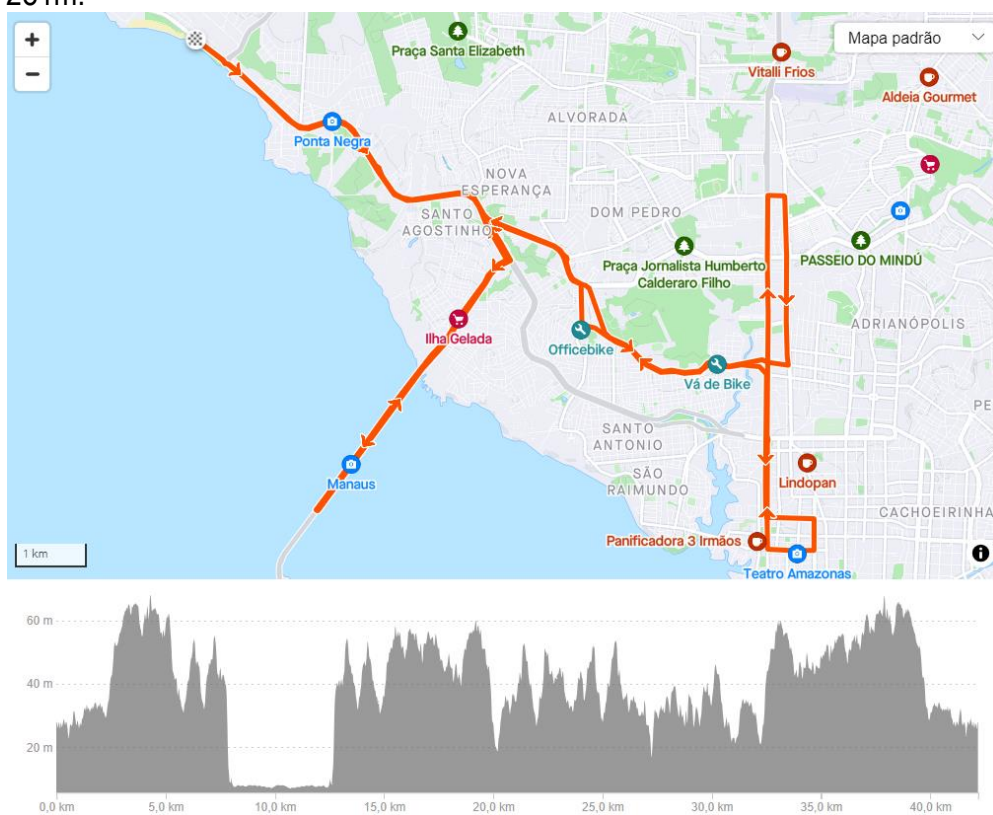 +
Praça Santa Elizabeth
Vitalli Frios
Mapa padrão
−
Aldeia Gourmet
ALVORADA
Ponta Negra
NOVA
ESPERANÇA
SANTO
AGOSTINHO
DOM PEDRO
Praça Jornalista Humberto
Calderaro Filho
PASSEIO DO MINDÚ
Ilha Gelada
Officebike
ADRIANÓPOLIS
Vá de Bike
PE
SANTO
ANTONIO
SÃO
RAIMUNDO
Manaus
Lindopan
CACHOEIRINHA
Panificadora 3 Irmãos
1 km
Teatro Amazonas
60 m
40 m
20 m
0,0 km 5,0 km 10,0 km 15,0 km 20,0 km 25,0 km 30,0 km 35,0 km 40,0 km